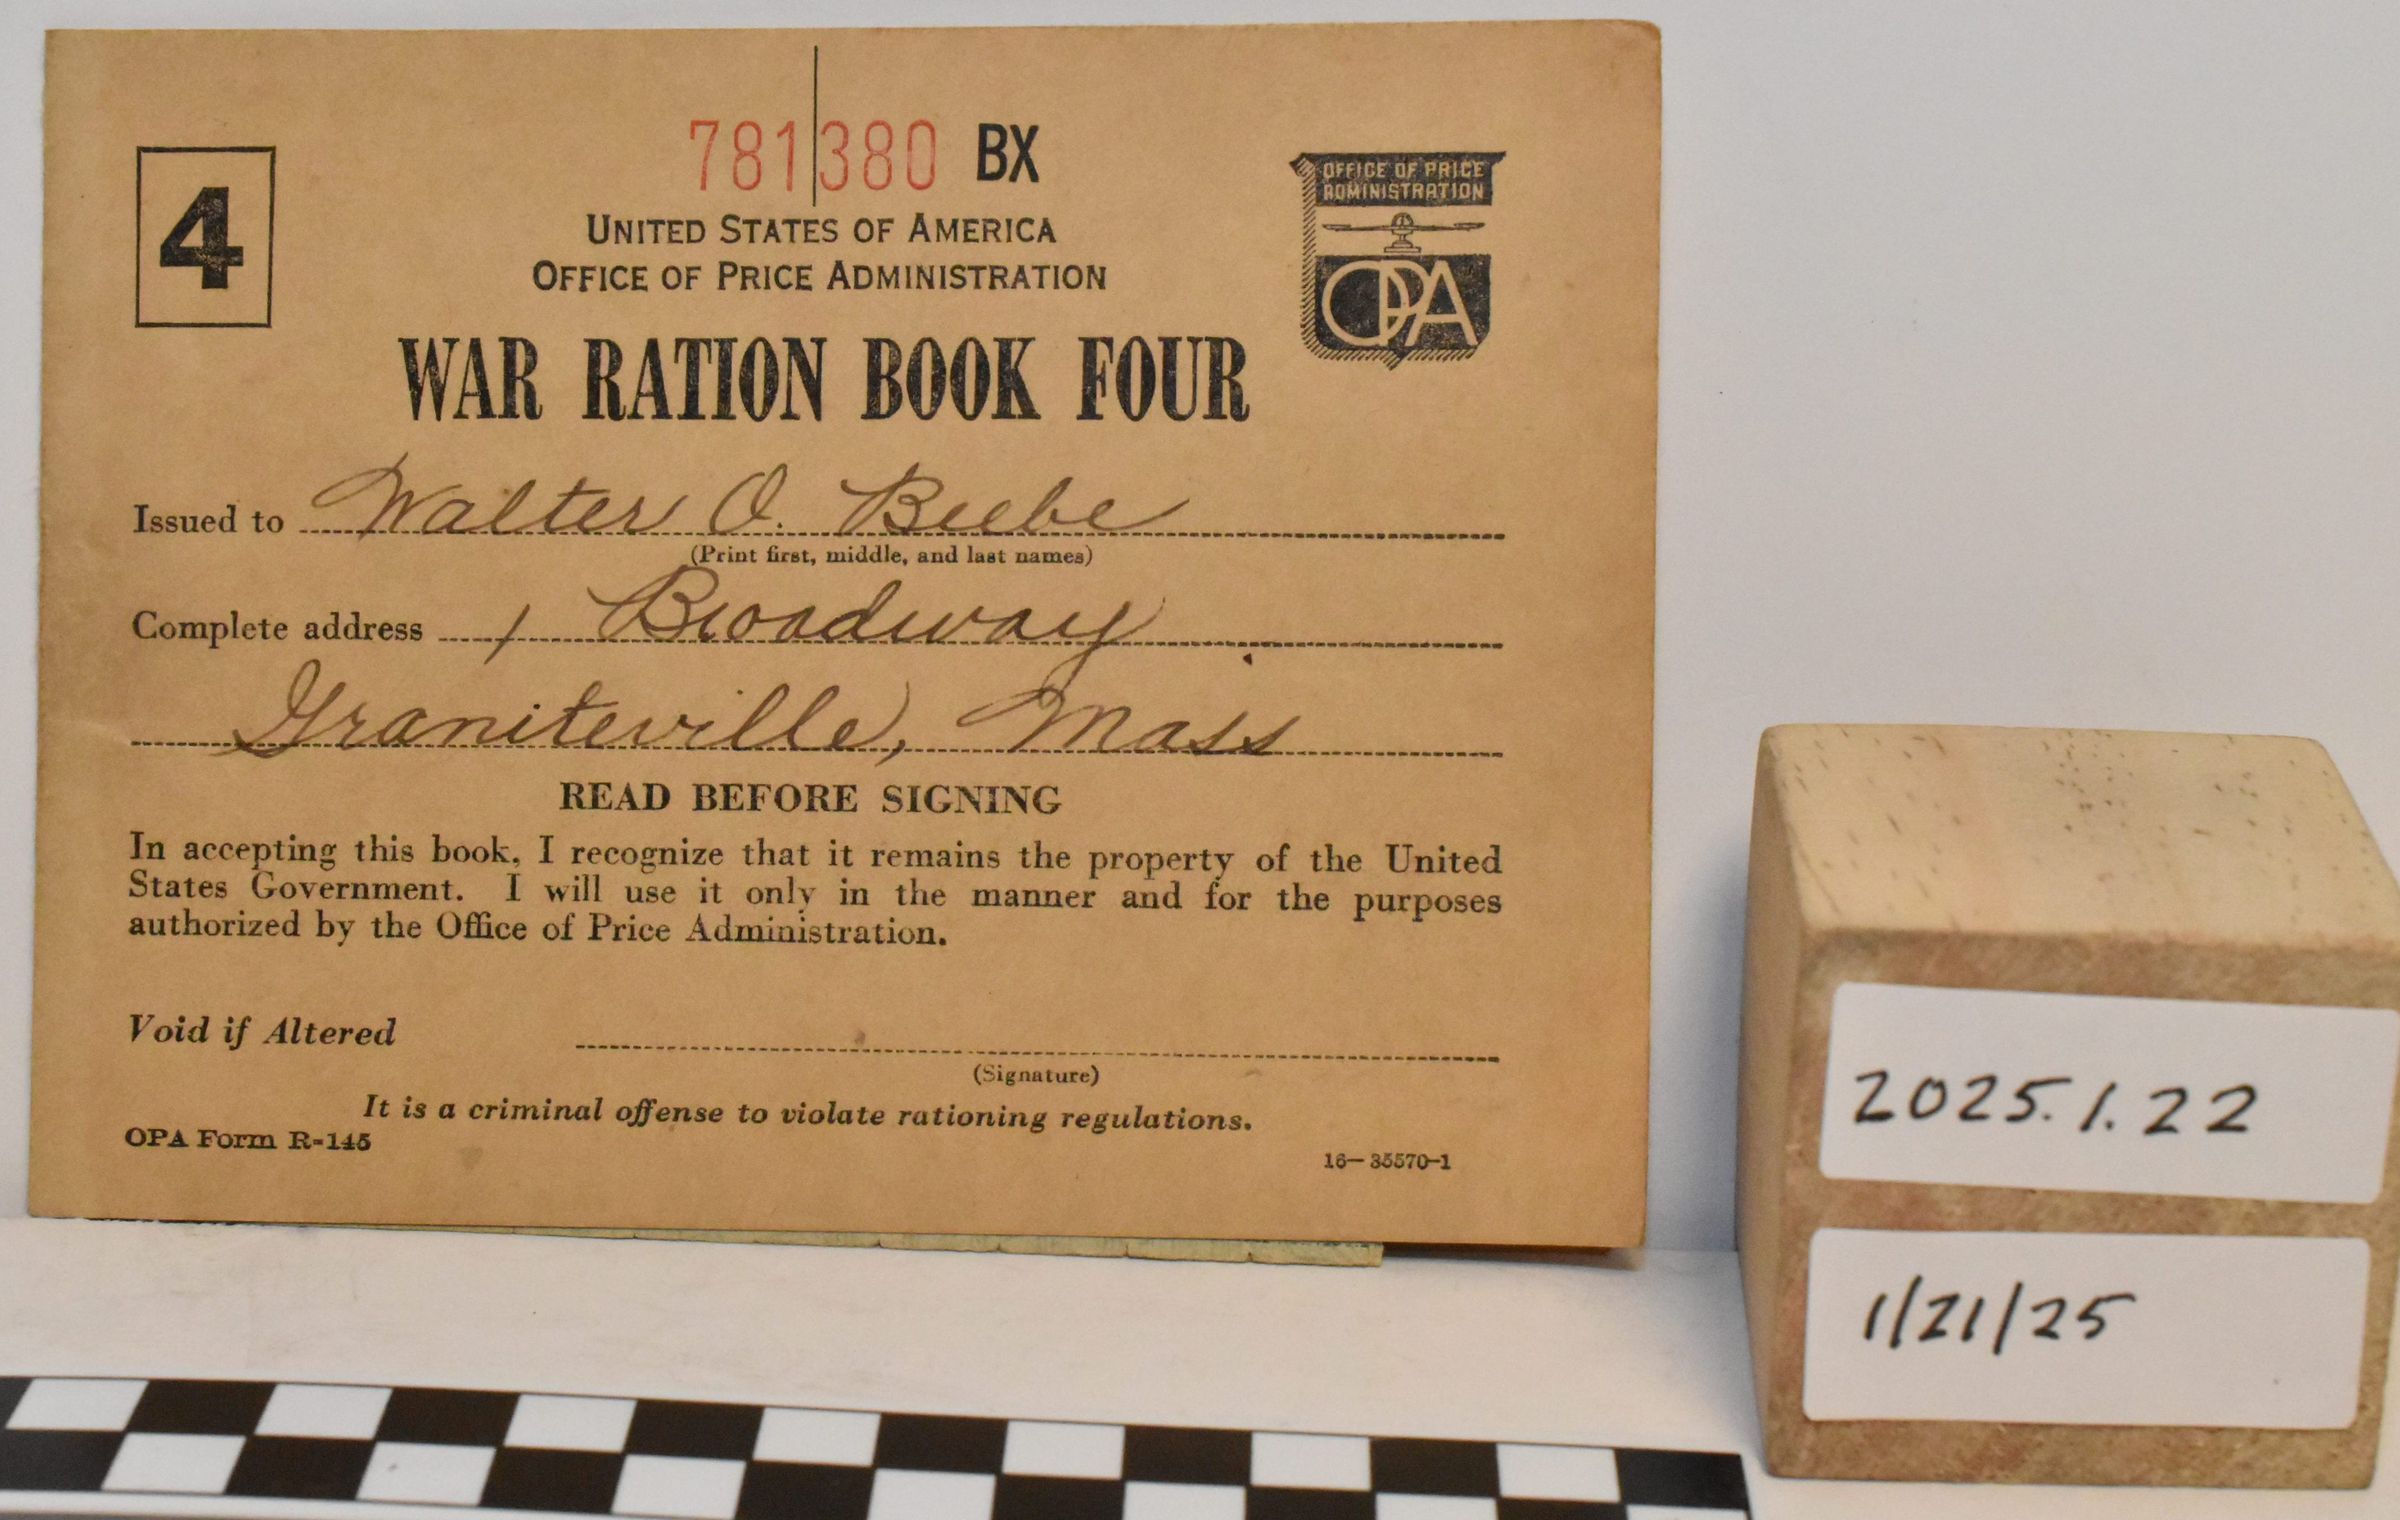 781380 BX
4
OFFICE OF PRICE
ADMINISTRATION
OPA
UNITED STATES OF AMERICA
OFFICE OF PRICE ADMINISTRATION
WAR RATION BOOK FOUR
Issued to Walter O. Beebe
(Print first, middle, and last names)
Complete address 1 Broadway
Graniteville, Mass
READ BEFORE SIGNING
In accepting this book, I recognize that it remains the property of the United
States Government. I will use it only in the manner and for the purposes
authorized by the Office of Price Administration.
Void if Altered
(Signature)
It is a criminal offense to violate rationing regulations.
OPA Form R-145
16—35570-1
2025.1.22
1/21/25